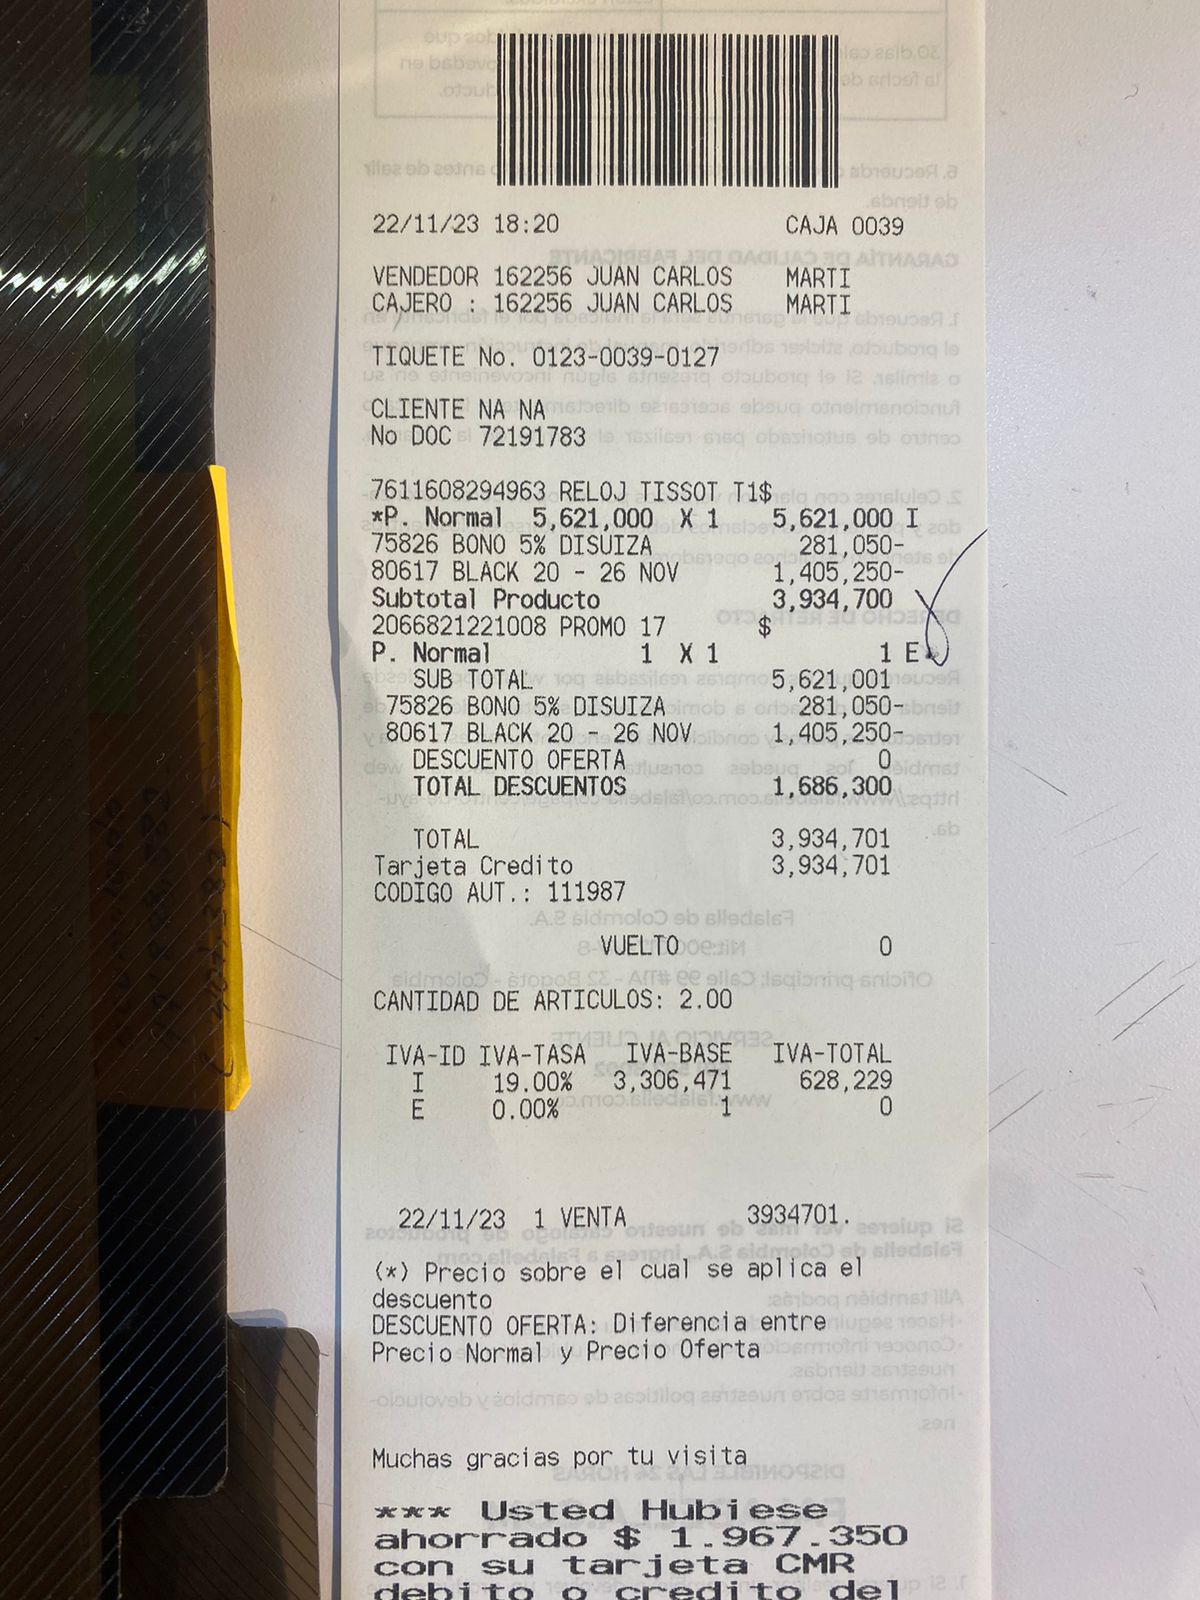 22/11/23 18:20 CAJA 0039
VENDEDOR 162256 JUAN CARLOS MARTI
CAJERO : 162256 JUAN CARLOS MARTI
TIQUETE No. 0123-0039-0127
CLIENTE NA NA
No DOC 72191783
7611608294963 RELOJ TISSOT T1$
*P. Normal 5,621,000 X 1 5,621,000 I
75826 BONO 5% DISUIZA 281,050-
80617 BLACK 20 - 26 NOV 1,405,250-
Subtotal Producto 3,934,700
2066821221008 PROMO 17 $
P. Normal 1 X 1 1 E
SUB TOTAL 5,621,001
75826 BONO 5% DISUIZA 281,050-
80617 BLACK 20 - 26 NOV 1,405,250-
DESCUENTO OFERTA 0
TOTAL DESCUENTOS 1,686,300
TOTAL 3,934,701
Tarjeta Credito 3,934,701
CODIGO AUT.: 111987
VUELTO 0
CANTIDAD DE ARTICULOS: 2.00
IVA-ID IVA-TASA IVA-BASE IVA-TOTAL
I 19.00% 3,306,471 628,229
E 0.00% 1 0
22/11/23 1 VENTA 3934701.
(*) Precio sobre el cual se aplica el
descuento
DESCUENTO OFERTA: Diferencia entre
Precio Normal y Precio Oferta
Muchas gracias por tu visita
*** Usted Hubiese
ahorrado $ 1.967.350
con su tarjeta CMR
debito o credito del